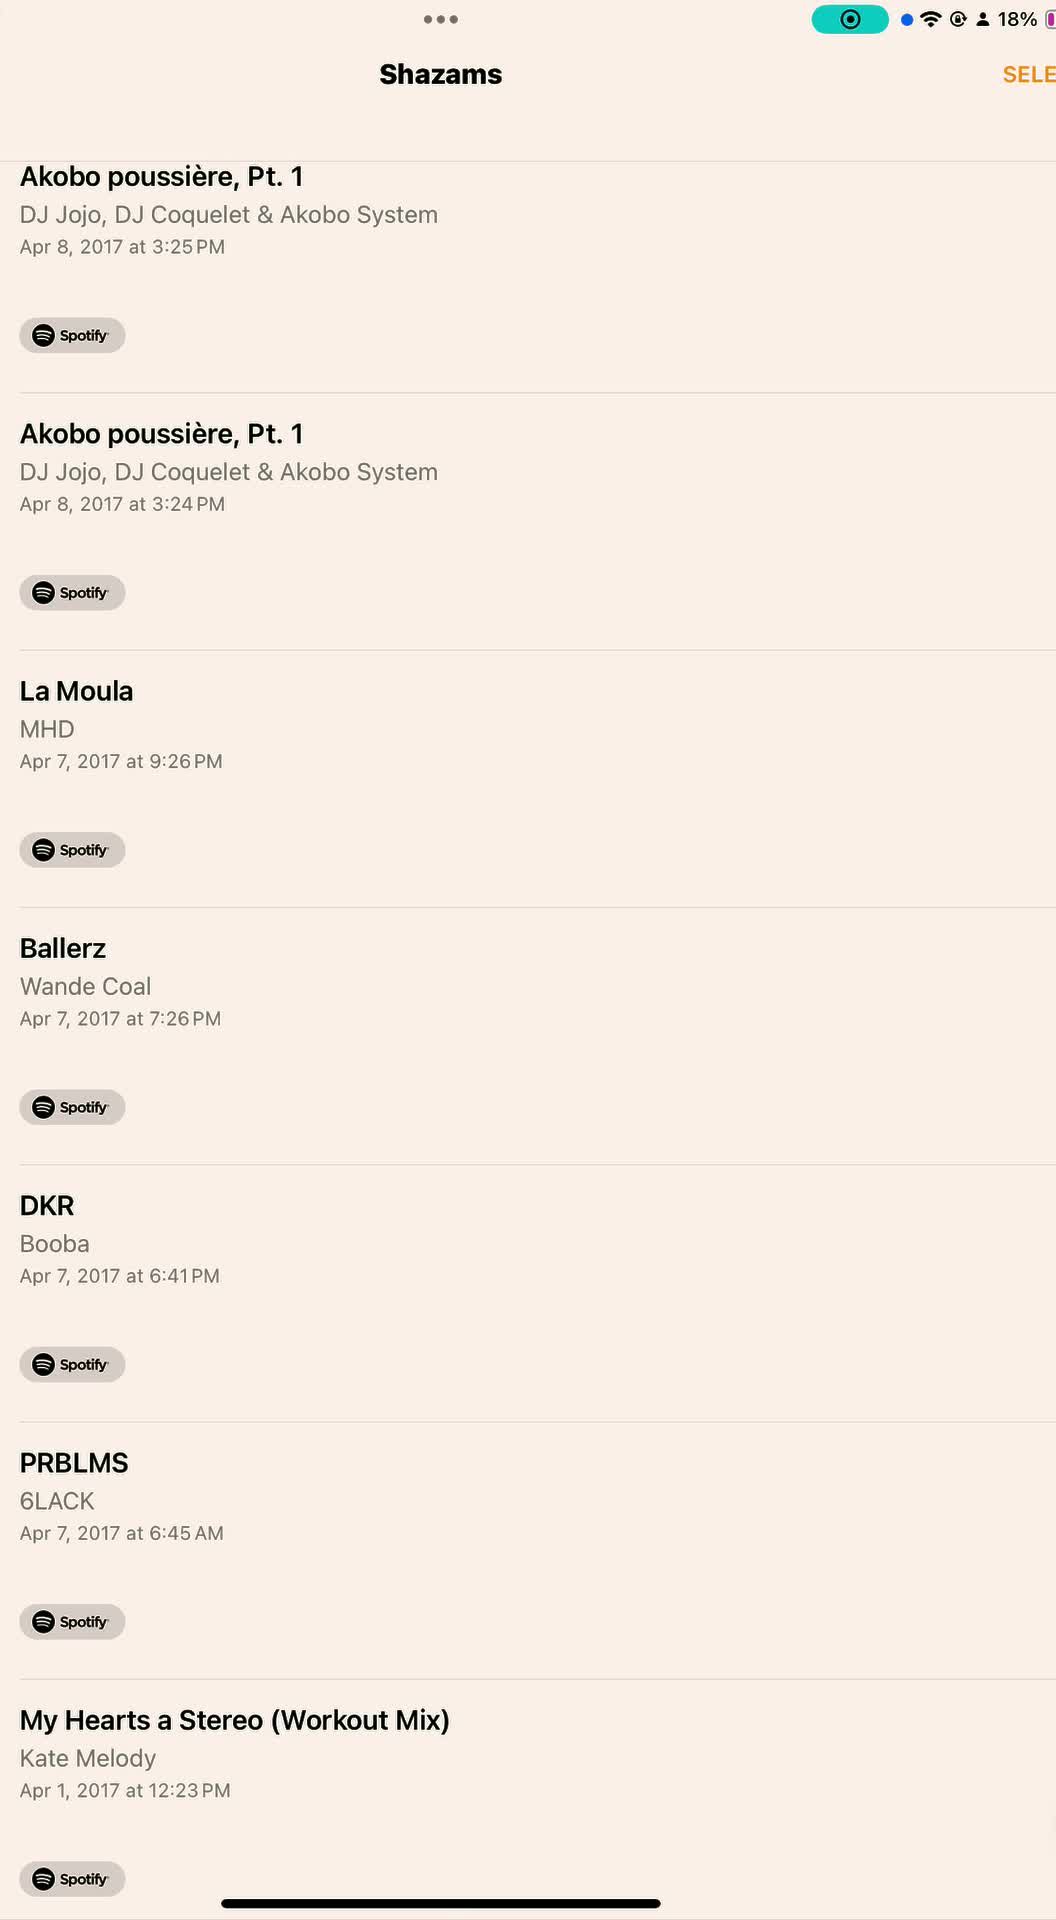 18%
Shazams
SELE
Akobo poussière, Pt. 1
DJ Jojo, DJ Coquelet & Akobo System
Apr 8, 2017 at 3:25 PM
Spotify
Akobo poussière, Pt. 1
DJ Jojo, DJ Coquelet & Akobo System
Apr 8, 2017 at 3:24 PM
Spotify
La Moula
MHD
Apr 7, 2017 at 9:26 PM
Spotify
Ballerz
Wande Coal
Apr 7, 2017 at 7:26 PM
Spotify
DKR
Booba
Apr 7, 2017 at 6:41 PM
Spotify
PRBLMS
6LACK
Apr 7, 2017 at 6:45 AM
Spotify
My Hearts a Stereo (Workout Mix)
Kate Melody
Apr 1, 2017 at 12:23 PM
Spotify